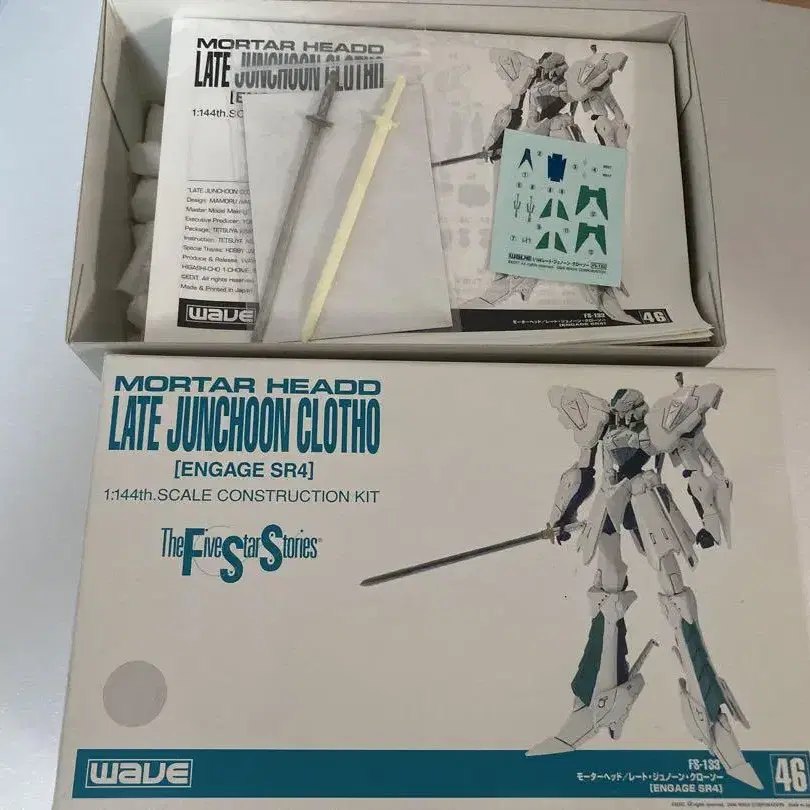 MORTAR HEADD
LATE JUNCHOON CLOTHO
1:144th.SC
"LATE JUNCHOON CLO
Design: MAMORU
Master Model Making
Executive Producer:
Package: TETSUYA
Instruction: TETSUYA
Special Thanks: HOBBY
Produce & Release
HIGASHI-CHO 1-CHOME
©EDIT, All rights reserved.
Made & Printed in Japan
WAVE
FS-133
モーターヘッド/レート・ジュノーン・クローソー
[ENGAGE SR4]
46
WAVE
MORTAR HEADD
LATE JUNCHOON CLOTHO
[ENGAGE SR4]
1:144th.SCALE CONSTRUCTION KIT
The Five Star Stories
WAVE
FS-133
モーターヘッド/レート・ジュノーン・クローソー
[ENGAGE SR4]
46